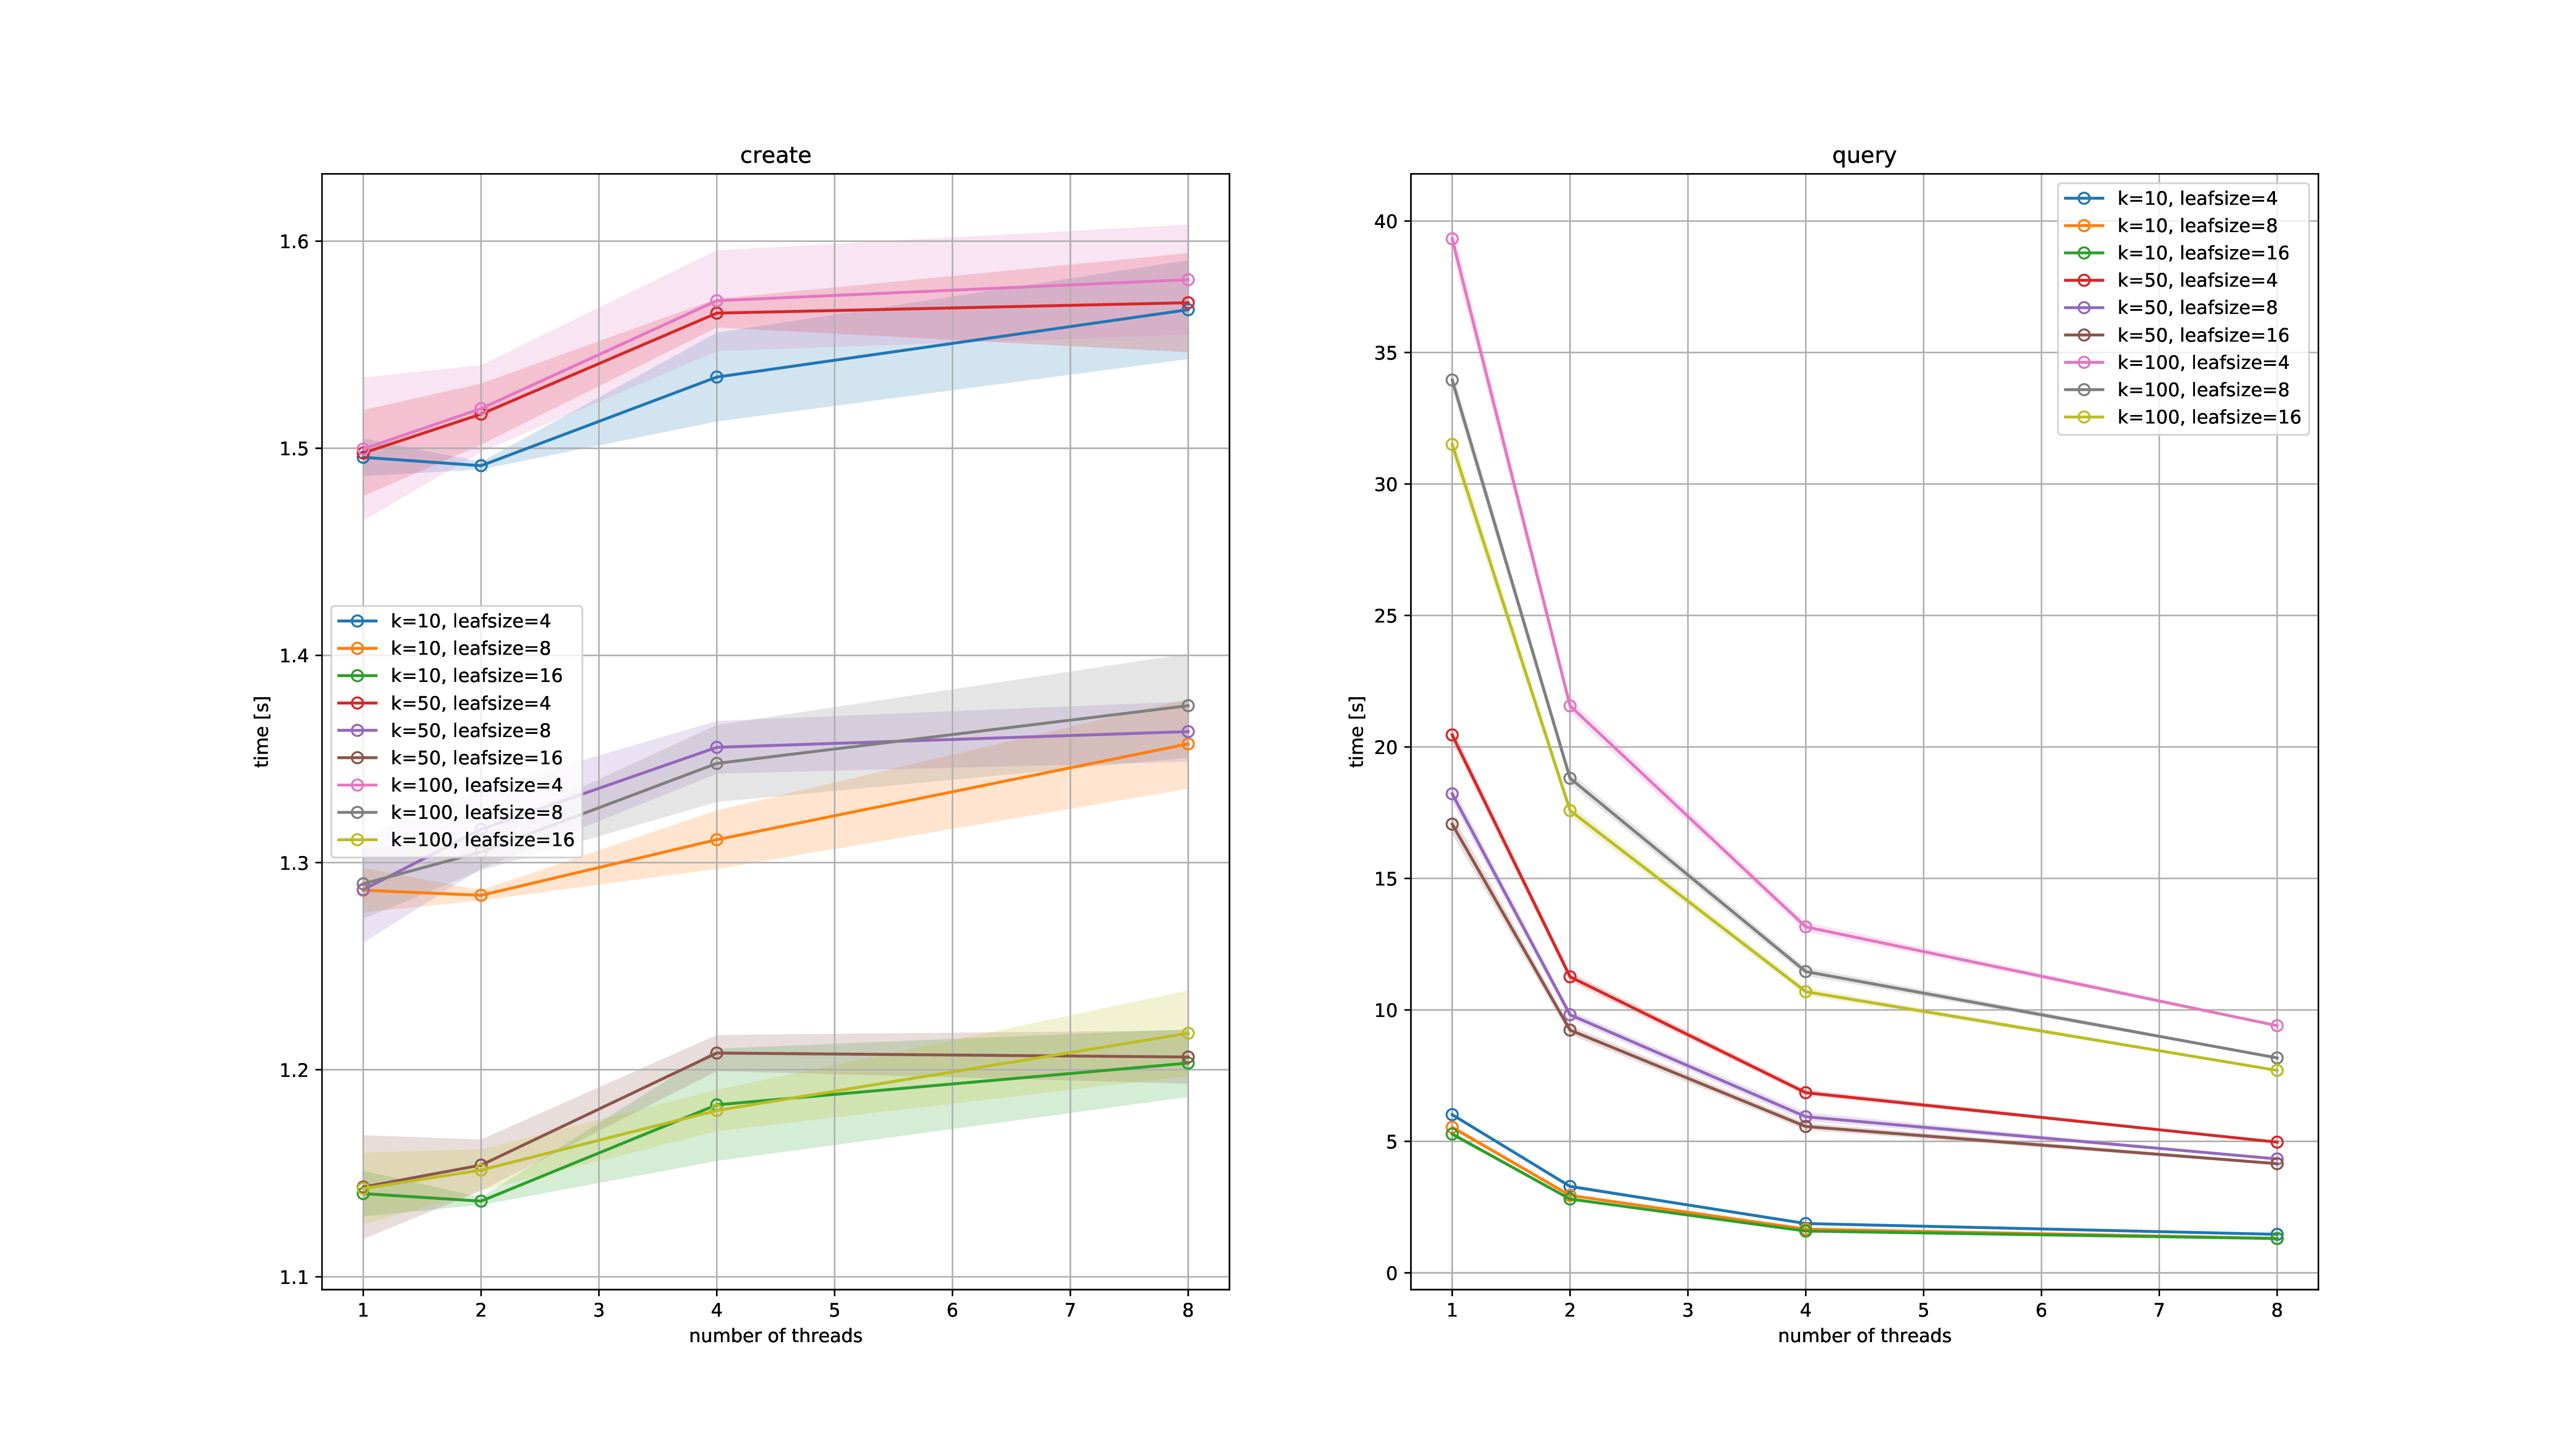 create
1.6
1.5
1.4
1.3
1.2
1.1
time [s]
k=10, leafsize=4
k=10, leafsize=8
k=10, leafsize=16
k=50, leafsize=4
k=50, leafsize=8
k=50, leafsize=16
k=100, leafsize=4
k=100, leafsize=8
k=100, leafsize=16
1 2 3 4 5 6 7 8
number of threads
query
40
35
30
25
20
15
10
5
0
time [s]
k=10, leafsize=4
k=10, leafsize=8
k=10, leafsize=16
k=50, leafsize=4
k=50, leafsize=8
k=50, leafsize=16
k=100, leafsize=4
k=100, leafsize=8
k=100, leafsize=16
1 2 3 4 5 6 7 8
number of threads